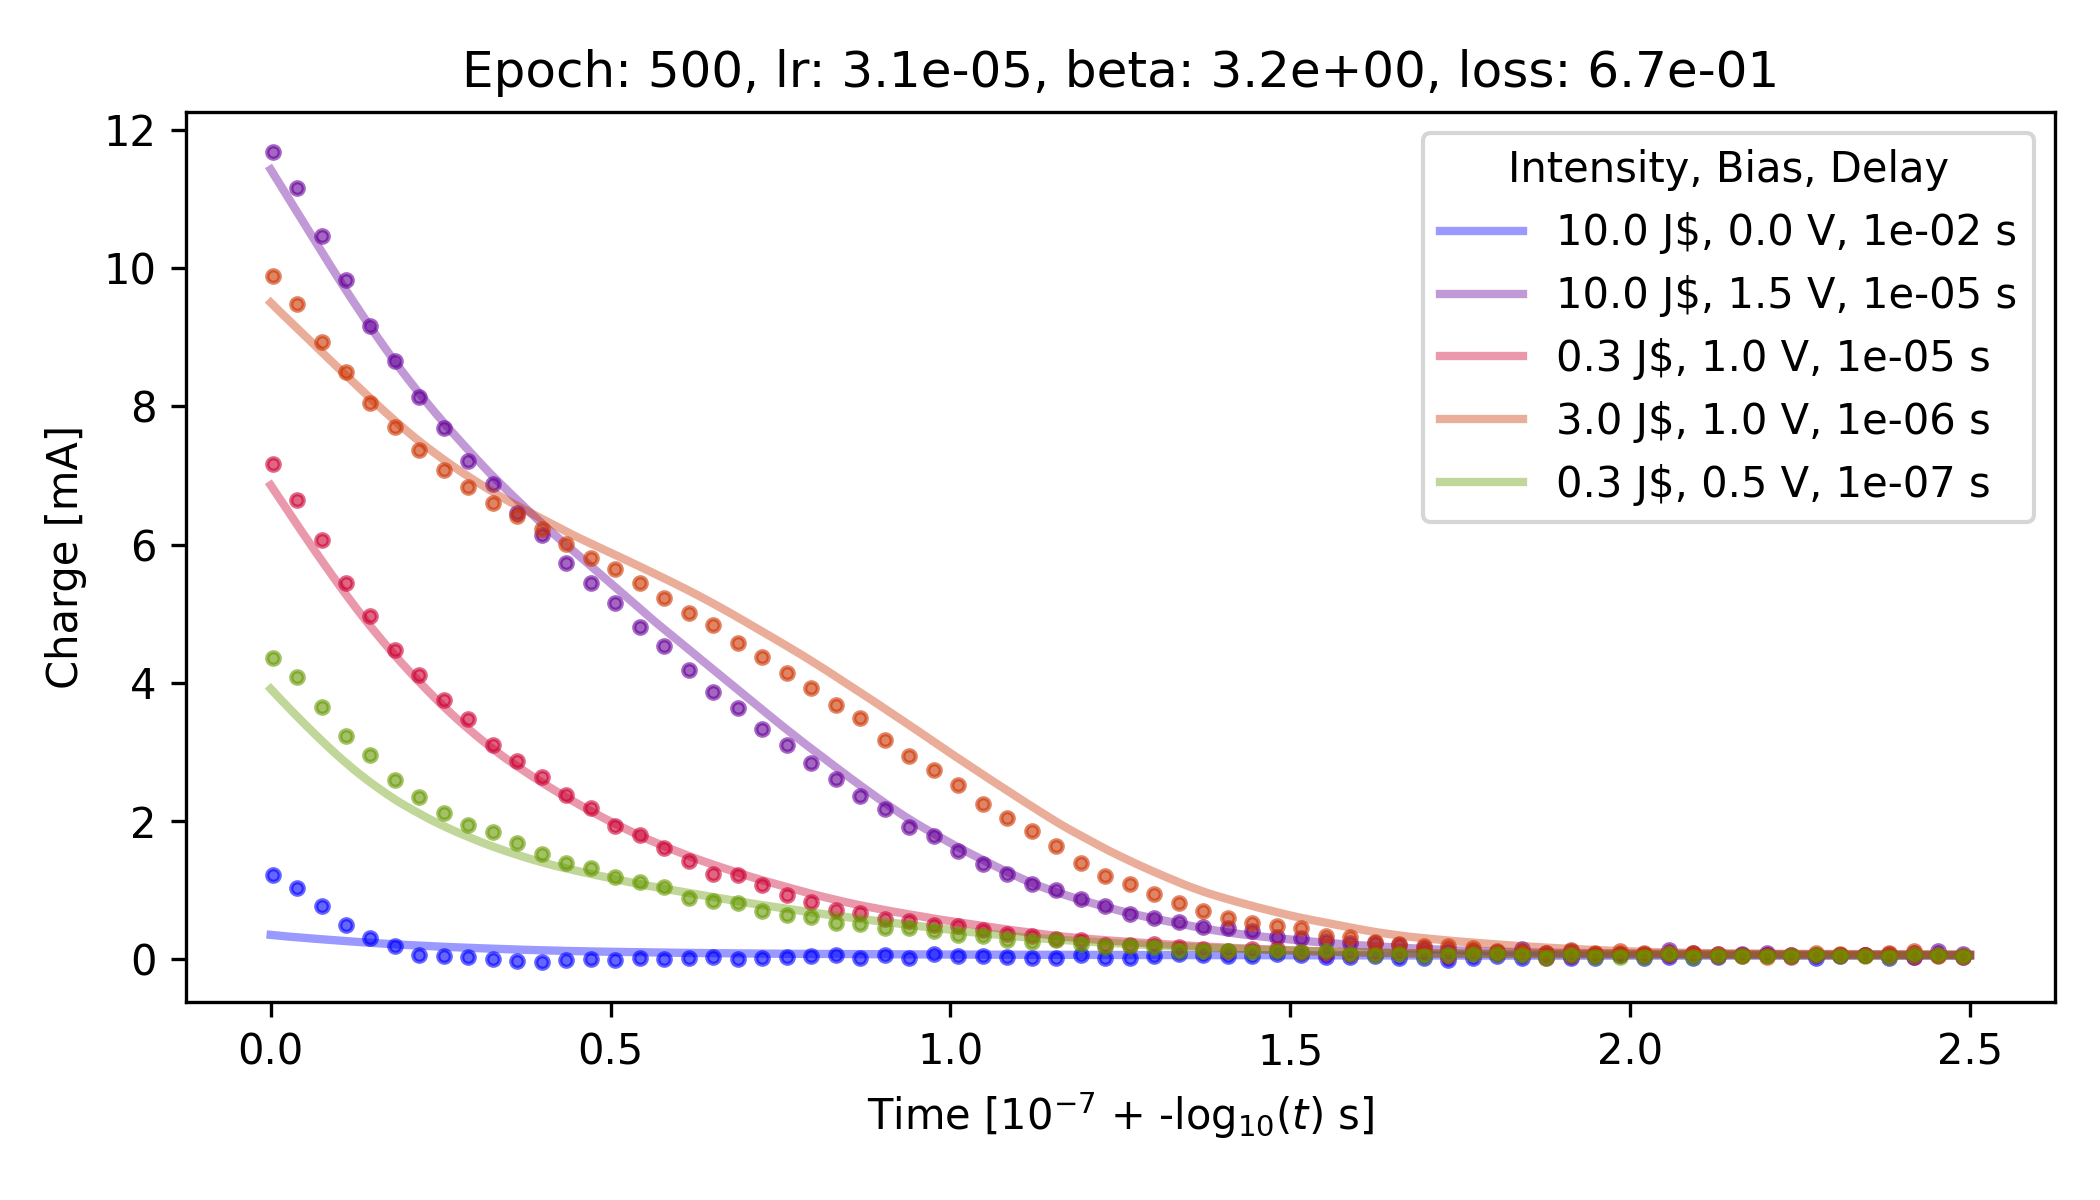 Epoch: 500, lr: 3.1e-05, beta: 3.2e+00, loss: 6.7e-01
12
10
8
6
4
2
0
Charge [mA]
Intensity, Bias, Delay
10.0 J$, 0.0 V, 1e-02 s
10.0 J$, 1.5 V, 1e-05 s
0.3 J$, 1.0 V, 1e-05 s
3.0 J$, 1.0 V, 1e-06 s
0.3 J$, 0.5 V, 1e-07 s
0.0 0.5 1.0 1.5 2.0 2.5
Time [10⁻⁷ + -log₁₀(t) s]